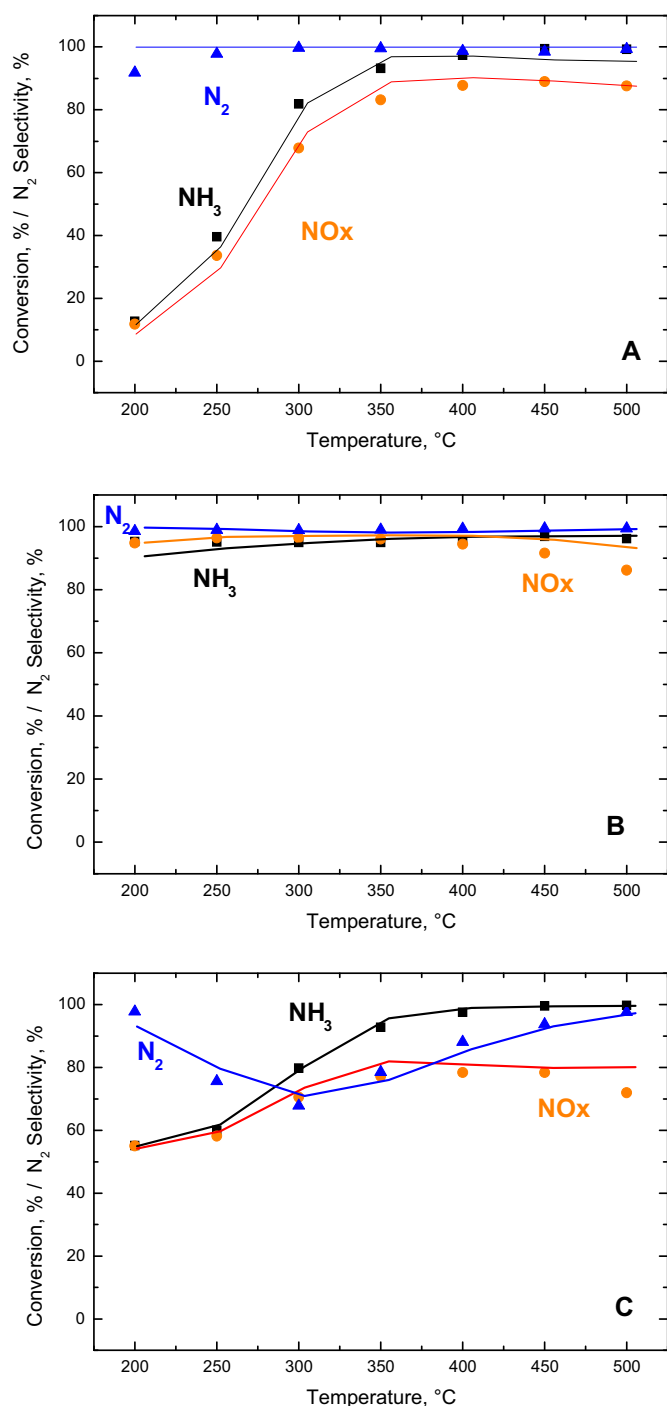 100
80
60
40
20
0
Conversion, % / N₂ Selectivity, %
N₂
NH₃
NOx
A
200 250 300 350 400 450 500
Temperature, °C
100
80
60
40
20
0
Conversion, % / N₂ Selectivity, %
N₂
NH₃
NOx
B
200 250 300 350 400 450 500
Temperature, °C
100
80
60
40
20
0
Conversion, % / N₂ Selectivity, %
NH₃
N₂
NOx
C
200 250 300 350 400 450 500
Temperature, °C